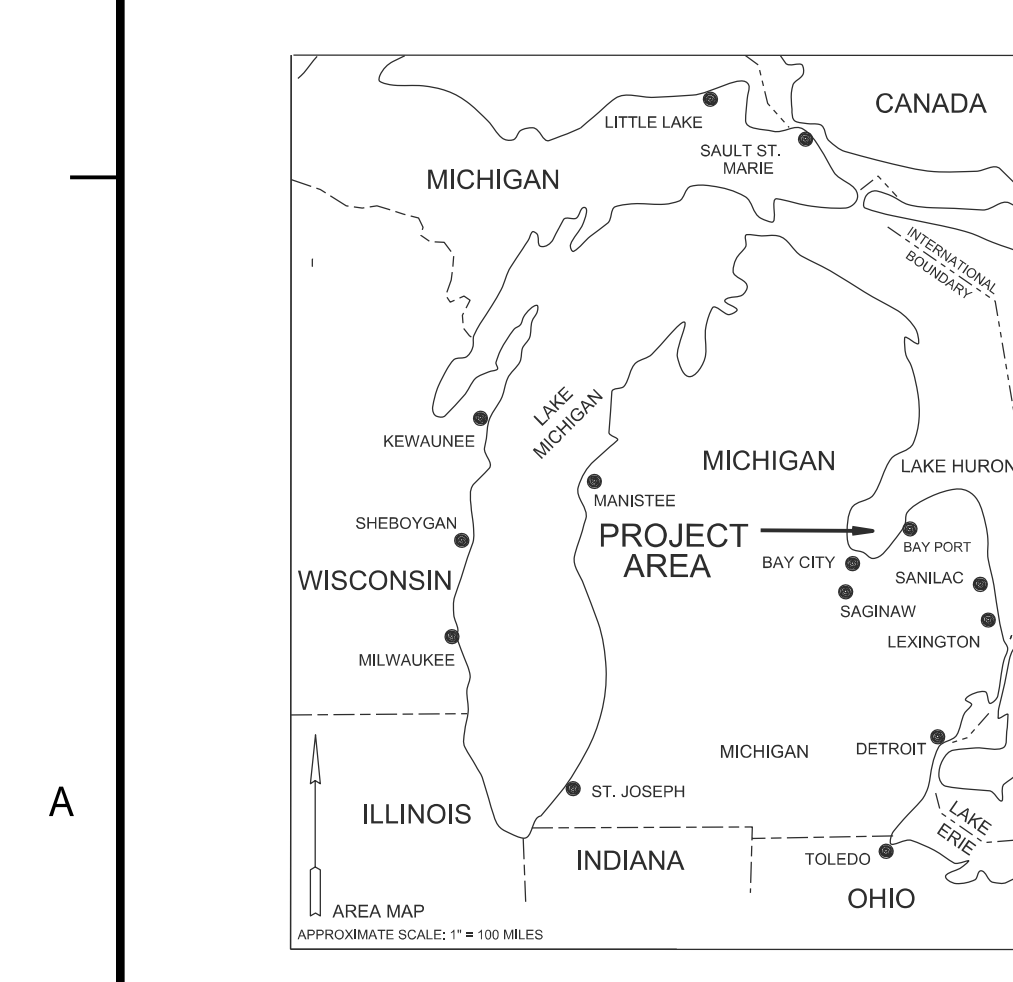 CANADA
LITTLE LAKE
SAULT ST.
MARIE
MICHIGAN
INTERNATIONAL
BOUNDARY
LAKE
MICHIGAN
KEWAUNEE
MICHIGAN
LAKE HURON
MANISTEE
SHEBOYGAN
PROJECT
AREA
BAY PORT
BAY CITY
WISCONSIN
SANILAC
SAGINAW
LEXINGTON
MILWAUKEE
MICHIGAN
DETROIT
ST. JOSEPH
A
ILLINOIS
LAKE
ERIE
INDIANA
TOLEDO
OHIO
AREA MAP
APPROXIMATE SCALE: 1" = 100 MILES